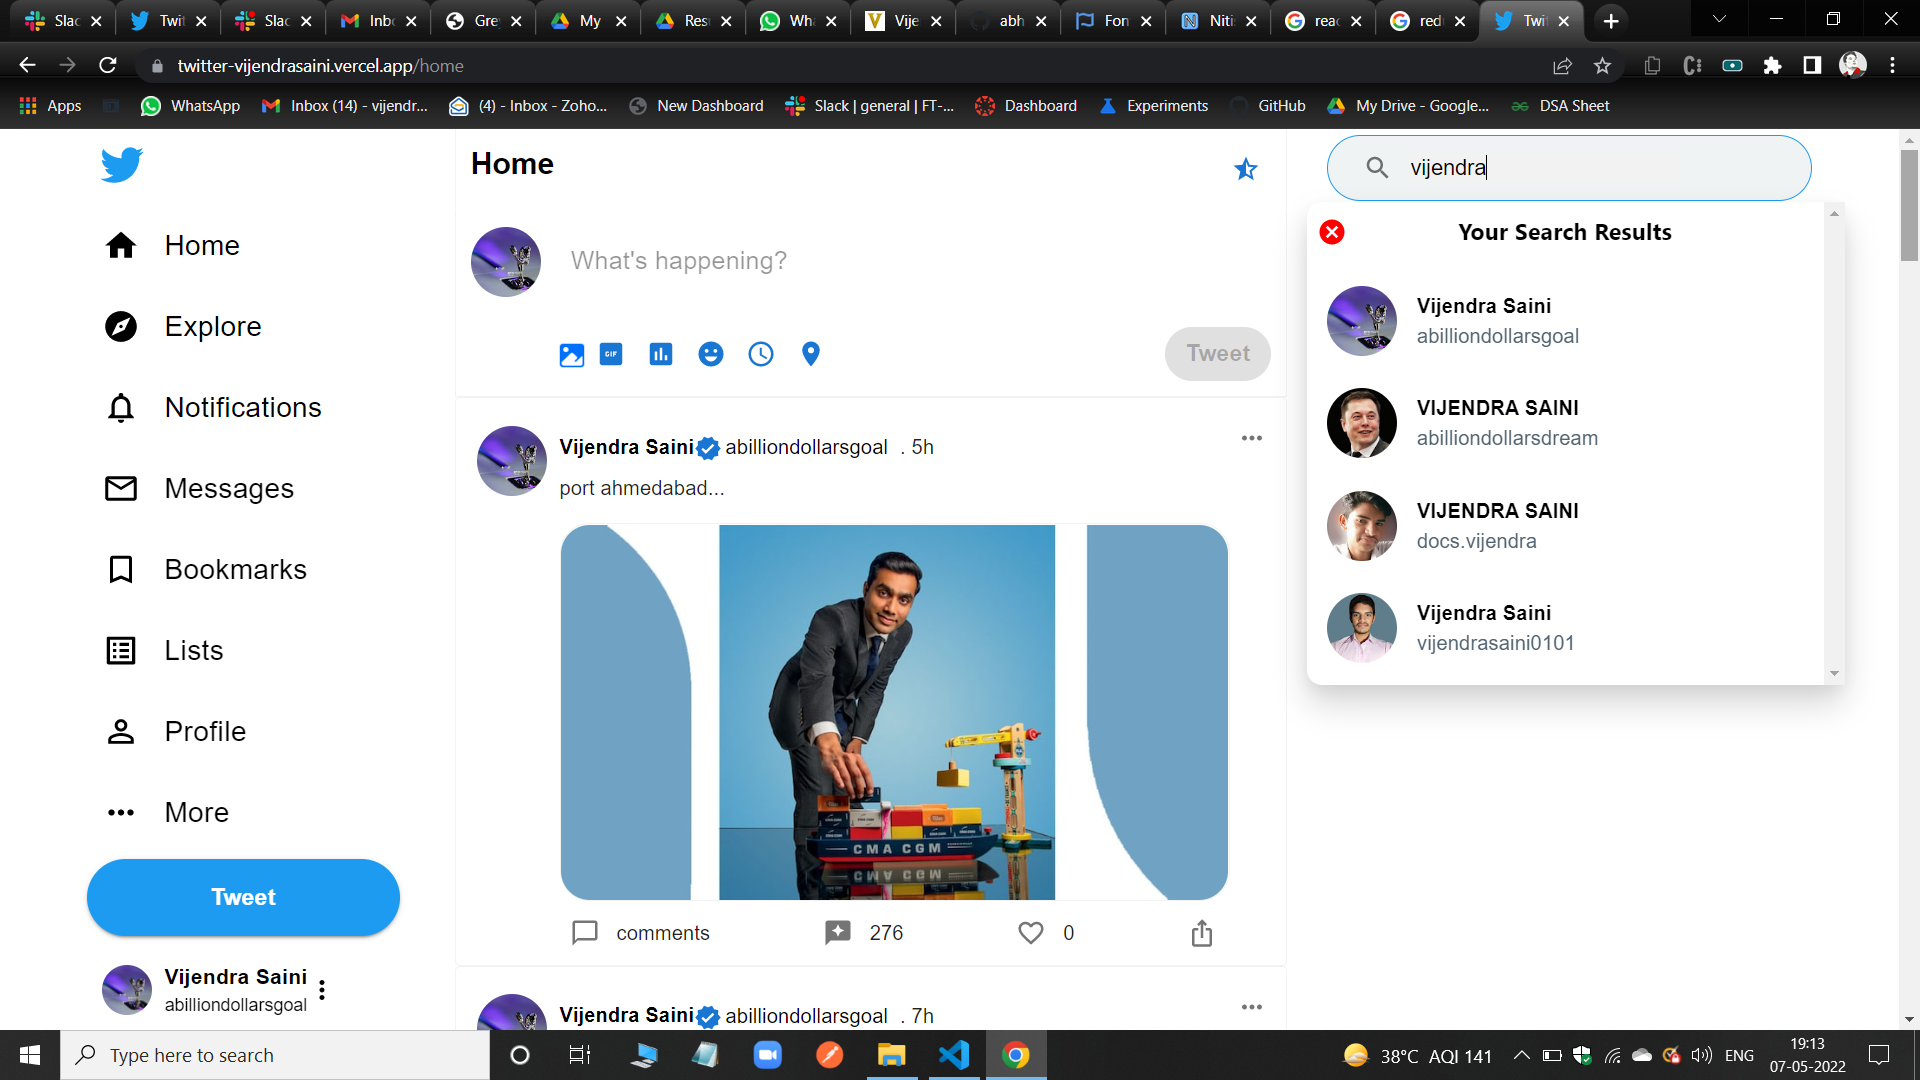 Slac
Twit
Slac
Inbo
Gre
My
Res
Wha
Vije
abh
Fon
Niti
reac
red
Twit
twitter-vijendrasaini.vercel.app/home
Apps
WhatsApp
Inbox (14) - vijendr...
(4) - Inbox - Zoho...
New Dashboard
Slack | general | FT-...
Dashboard
Experiments
GitHub
My Drive - Google...
DSA Sheet
Home
Explore
Notifications
Messages
Bookmarks
Lists
Profile
More
Tweet
Vijendra Saini
abilliondollarsgoal
Home
What's happening?
GIF
Tweet
Vijendra Saini abilliondollarsgoal . 5h
port ahmedabad...
CMA CGM
comments
276
0
Vijendra Saini abilliondollarsgoal . 7h
vijendra
Your Search Results
Vijendra Saini
abilliondollarsgoal
VIJENDRA SAINI
abilliondollarsdream
VIJENDRA SAINI
docs.vijendra
Vijendra Saini
vijendrasaini0101
Type here to search
38°C AQI 141
ENG
19:13
07-05-2022